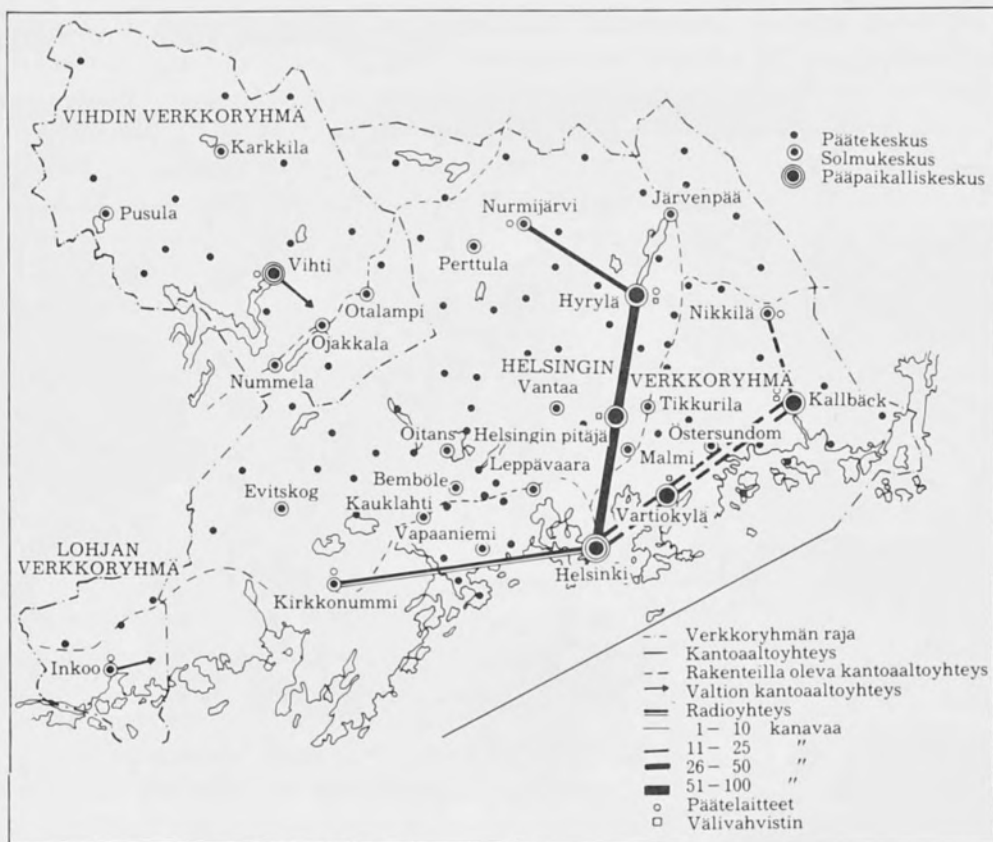 VIHDIN VERKKORYHMÄ
Karkkila
Pusula
Vihti
Otalampi
Ojakkala
Nummela
Päätekeskus
Solmukeskus
Pääpaikalliskeskus
Järvenpää
Nurmijärvi
Perttula
Hyrylä
Nikkilä
HELSINGIN
VERKKORYHMÄ
Vantaa
Tikkurila
Kallbäck
Helsingin pitäjä
Östersundom
Oitans
Malmi
Leppävaara
Bemböle
Evitskog
Kauklahti
Vapaaniemi
Vartiokylä
Helsinki
LOHJAN
VERKKORYHMÄ
Kirkkonummi
Inkoo
Verkkoryhmän raja
Kantoaaltoyhteys
Rakenteilla oleva kantoaaltoyhteys
Valtion kantoaaltoyhteys
Radioyhteys
1 – 10 kanavaa
11 – 25 "
26 – 50 "
51 – 100 "
Päätelaitteet
Välivahvistin